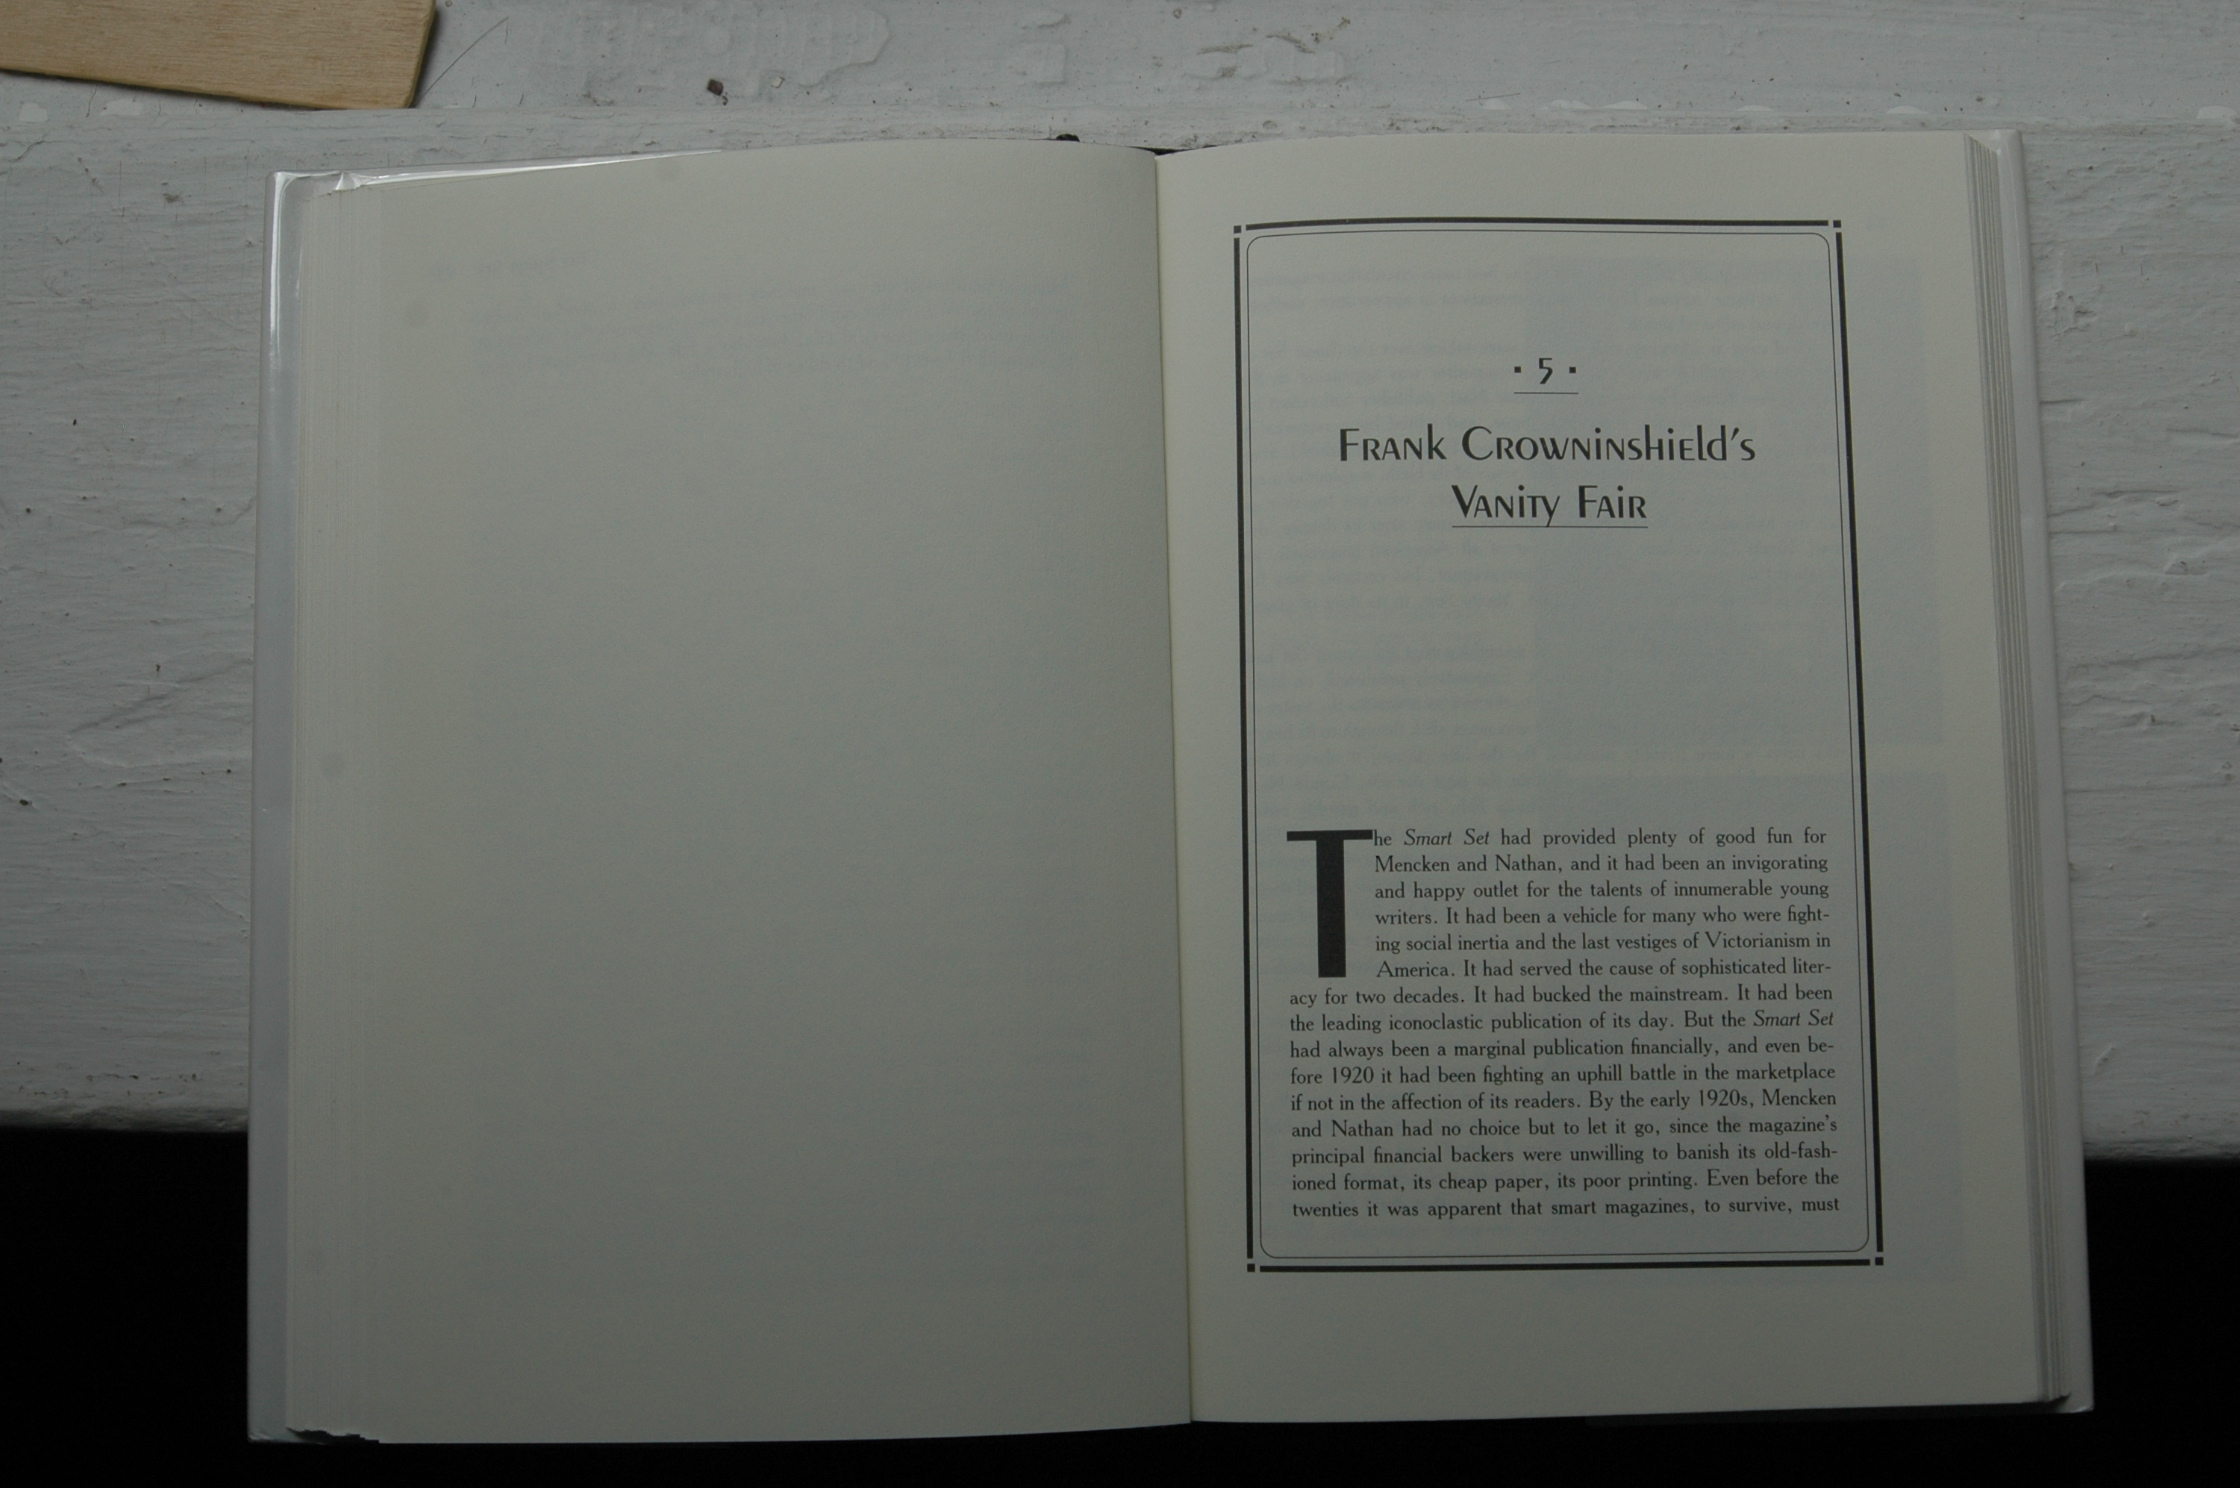 · 5 ·
Frank Crowninshield's
Vanity Fair
The Smart Set had provided plenty of good fun for
Mencken and Nathan, and it had been an invigorating
and happy outlet for the talents of innumerable young
writers. It had been a vehicle for many who were fight-
ing social inertia and the last vestiges of Victorianism in
America. It had served the cause of sophisticated liter-
acy for two decades. It had bucked the mainstream. It had been
the leading iconoclastic publication of its day. But the Smart Set
had always been a marginal publication financially, and even be-
fore 1920 it had been fighting an uphill battle in the marketplace
if not in the affection of its readers. By the early 1920s, Mencken
and Nathan had no choice but to let it go, since the magazine's
principal financial backers were unwilling to banish its old-fash-
ioned format, its cheap paper, its poor printing. Even before the
twenties it was apparent that smart magazines, to survive, must